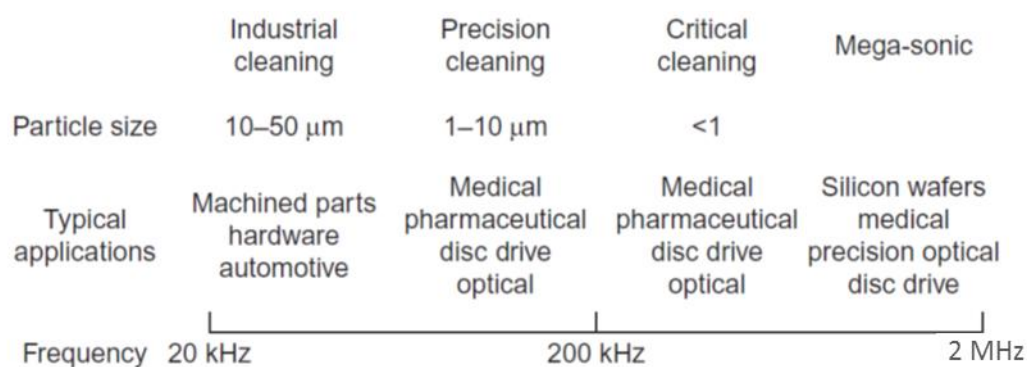 Industrial cleaning
Precision cleaning
Critical cleaning
Mega-sonic
Particle size
10–50 μm
1–10 μm
<1
Typical applications
Machined parts
hardware
automotive
Medical
pharmaceutical
disc drive
optical
Medical
pharmaceutical
disc drive
optical
Silicon wafers
medical
precision optical
disc drive
Frequency
20 kHz
200 kHz
2 MHz